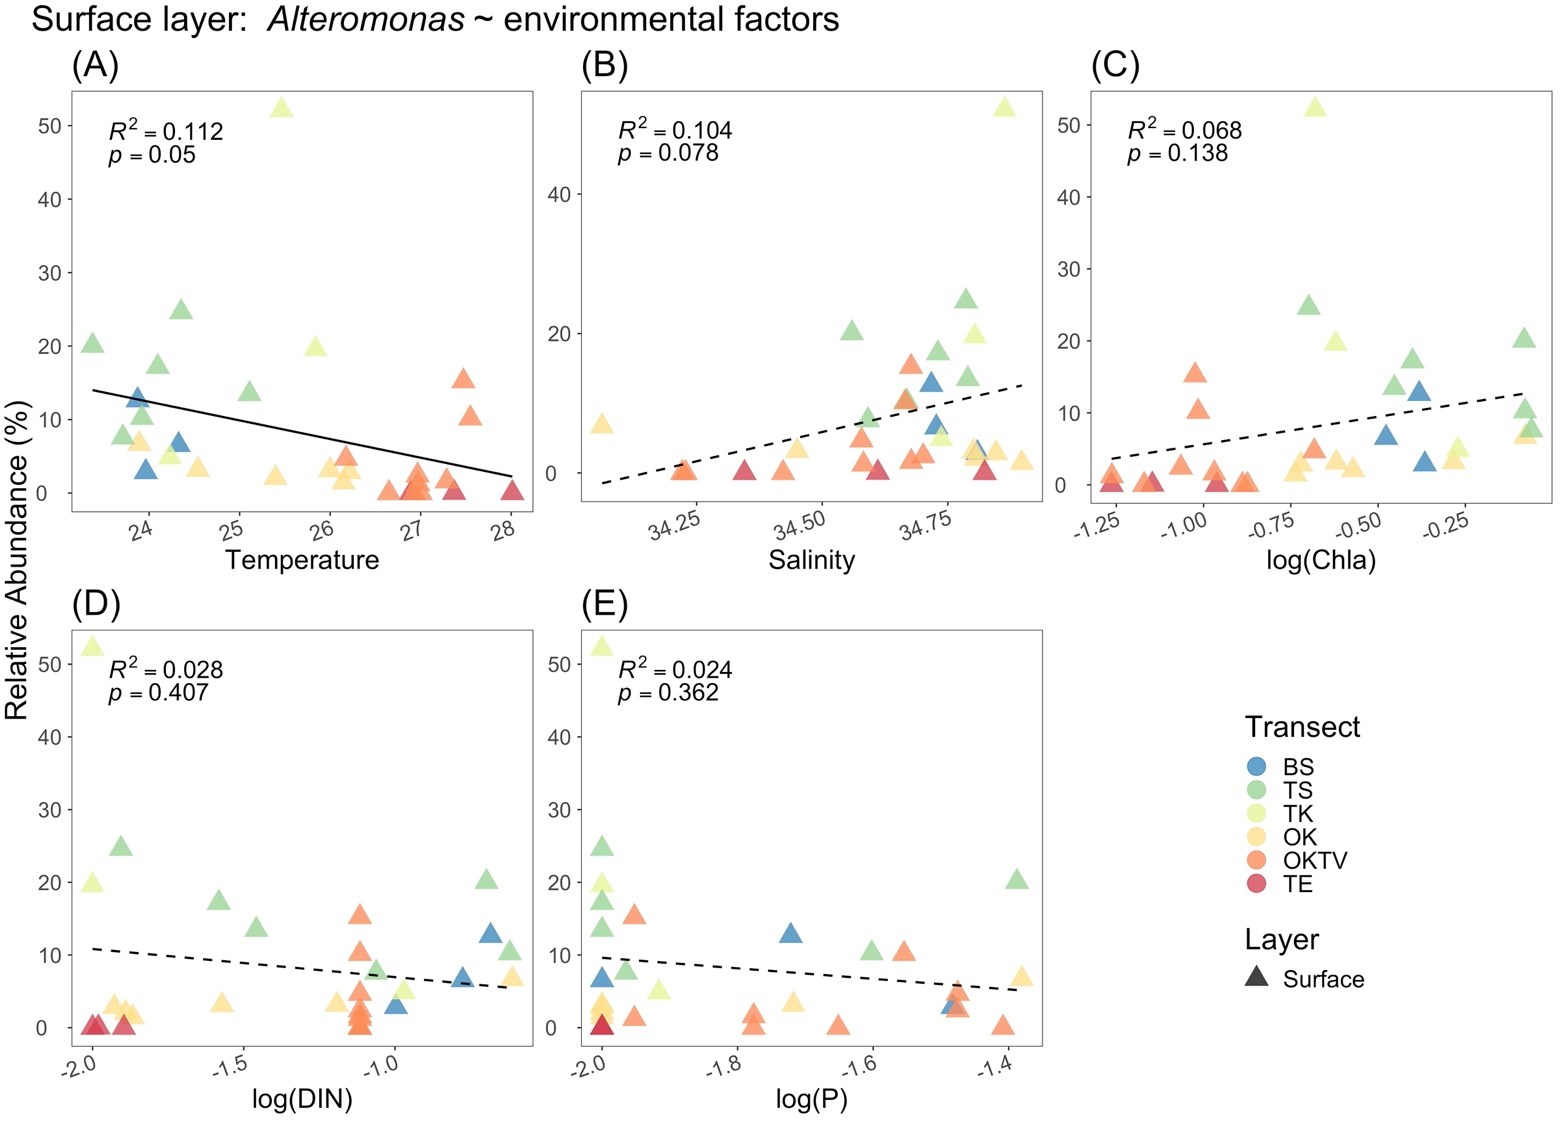 Surface layer: Alteromonas ~ environmental factors
(A)
R² = 0.112
p = 0.05
50
40
30
20
10
0
24 25 26 27 28
Temperature
(B)
R² = 0.104
p = 0.078
40
20
0
34.25 34.50 34.75
Salinity
(C)
R² = 0.068
p = 0.138
50
40
30
20
10
0
-1.25 -1.00 -0.75 -0.50 -0.25
log(Chla)
Relative Abundance (%)
(D)
R² = 0.028
p = 0.407
50
40
30
20
10
0
-2.0 -1.5 -1.0
log(DIN)
(E)
R² = 0.024
p = 0.362
50
40
30
20
10
0
-2.0 -1.8 -1.6 -1.4
log(P)
Transect
BS
TS
TK
OK
OKTV
TE
Layer
Surface